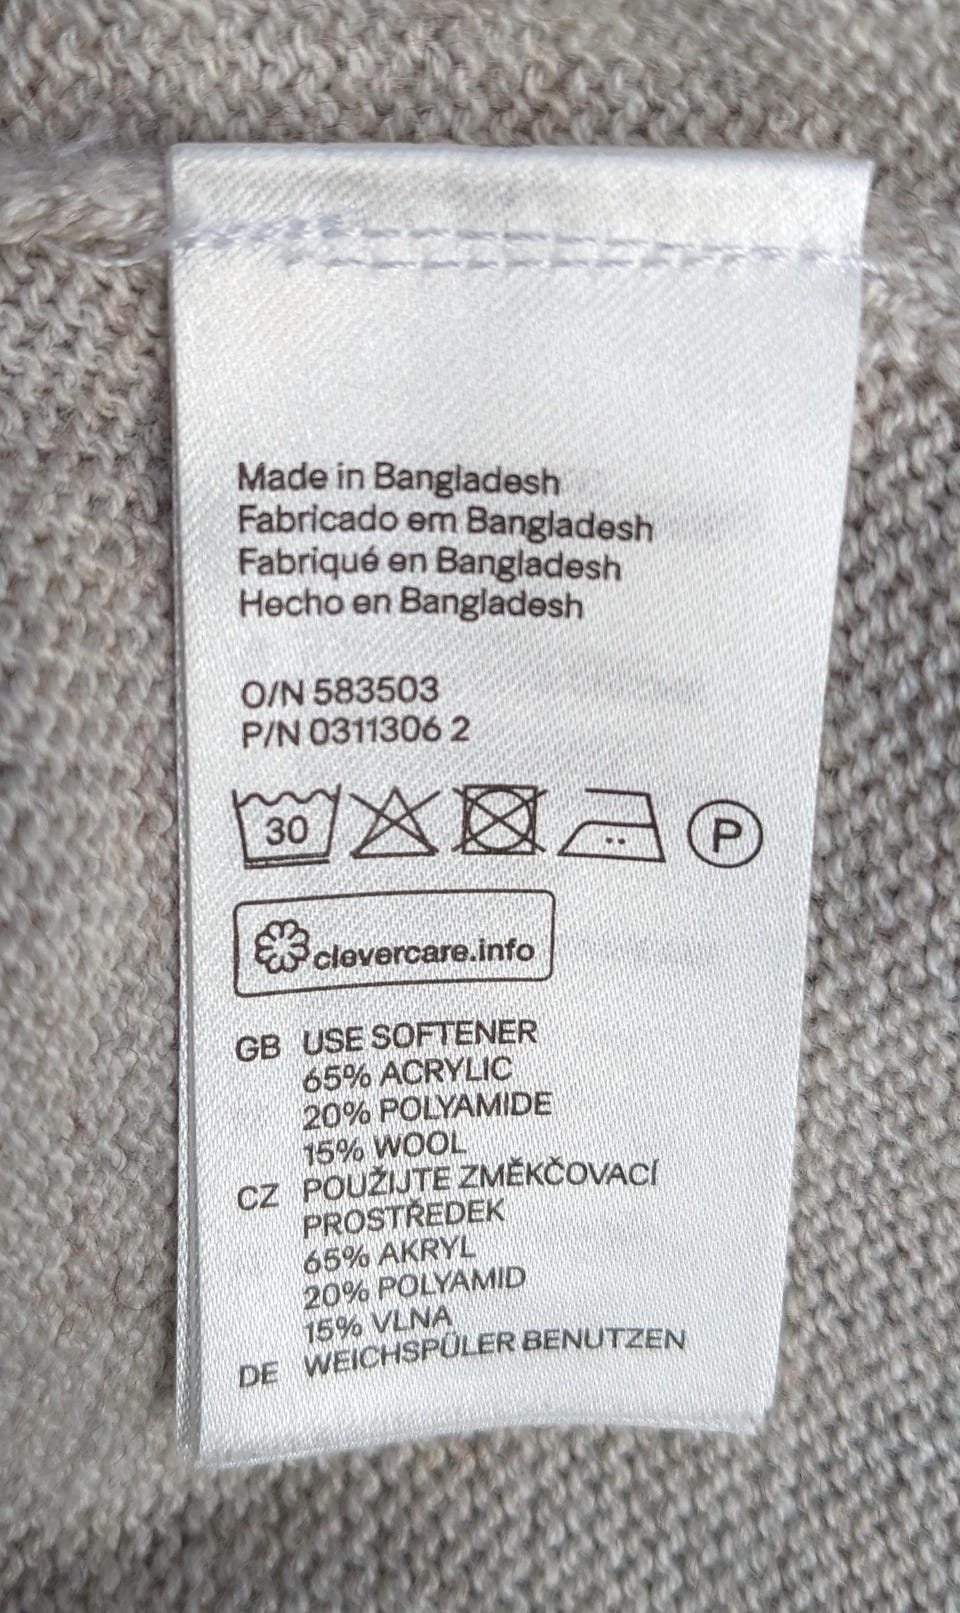 Made in Bangladesh
Fabricado em Bangladesh
Fabriqué en Bangladesh
Hecho en Bangladesh
O/N 583503
P/N 0311306 2
30 P
clevercare.info
GB USE SOFTENER
65% ACRYLIC
20% POLYAMIDE
15% WOOL
CZ POUŽIJTE ZMĚKČOVACÍ
PROSTŘEDEK
65% AKRYL
20% POLYAMID
15% VLNA
DE WEICHSPÜLER BENUTZEN